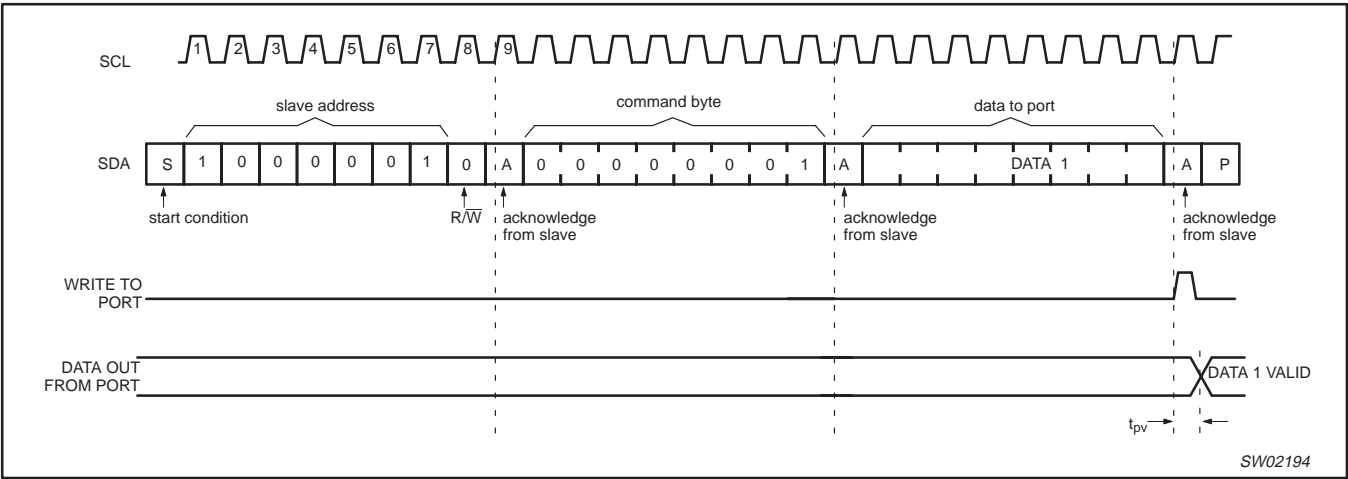 SCL 1 2 3 4 5 6 7 8 9
slave address command byte data to port
SDA S 1 0 0 0 0 0 1 0 A 0 0 0 0 0 0 0 1 A DATA 1 A P
start condition R/W̅ acknowledge from slave acknowledge from slave acknowledge from slave
WRITE TO
PORT
DATA OUT
FROM PORT
DATA 1 VALID
tpv
SW02194